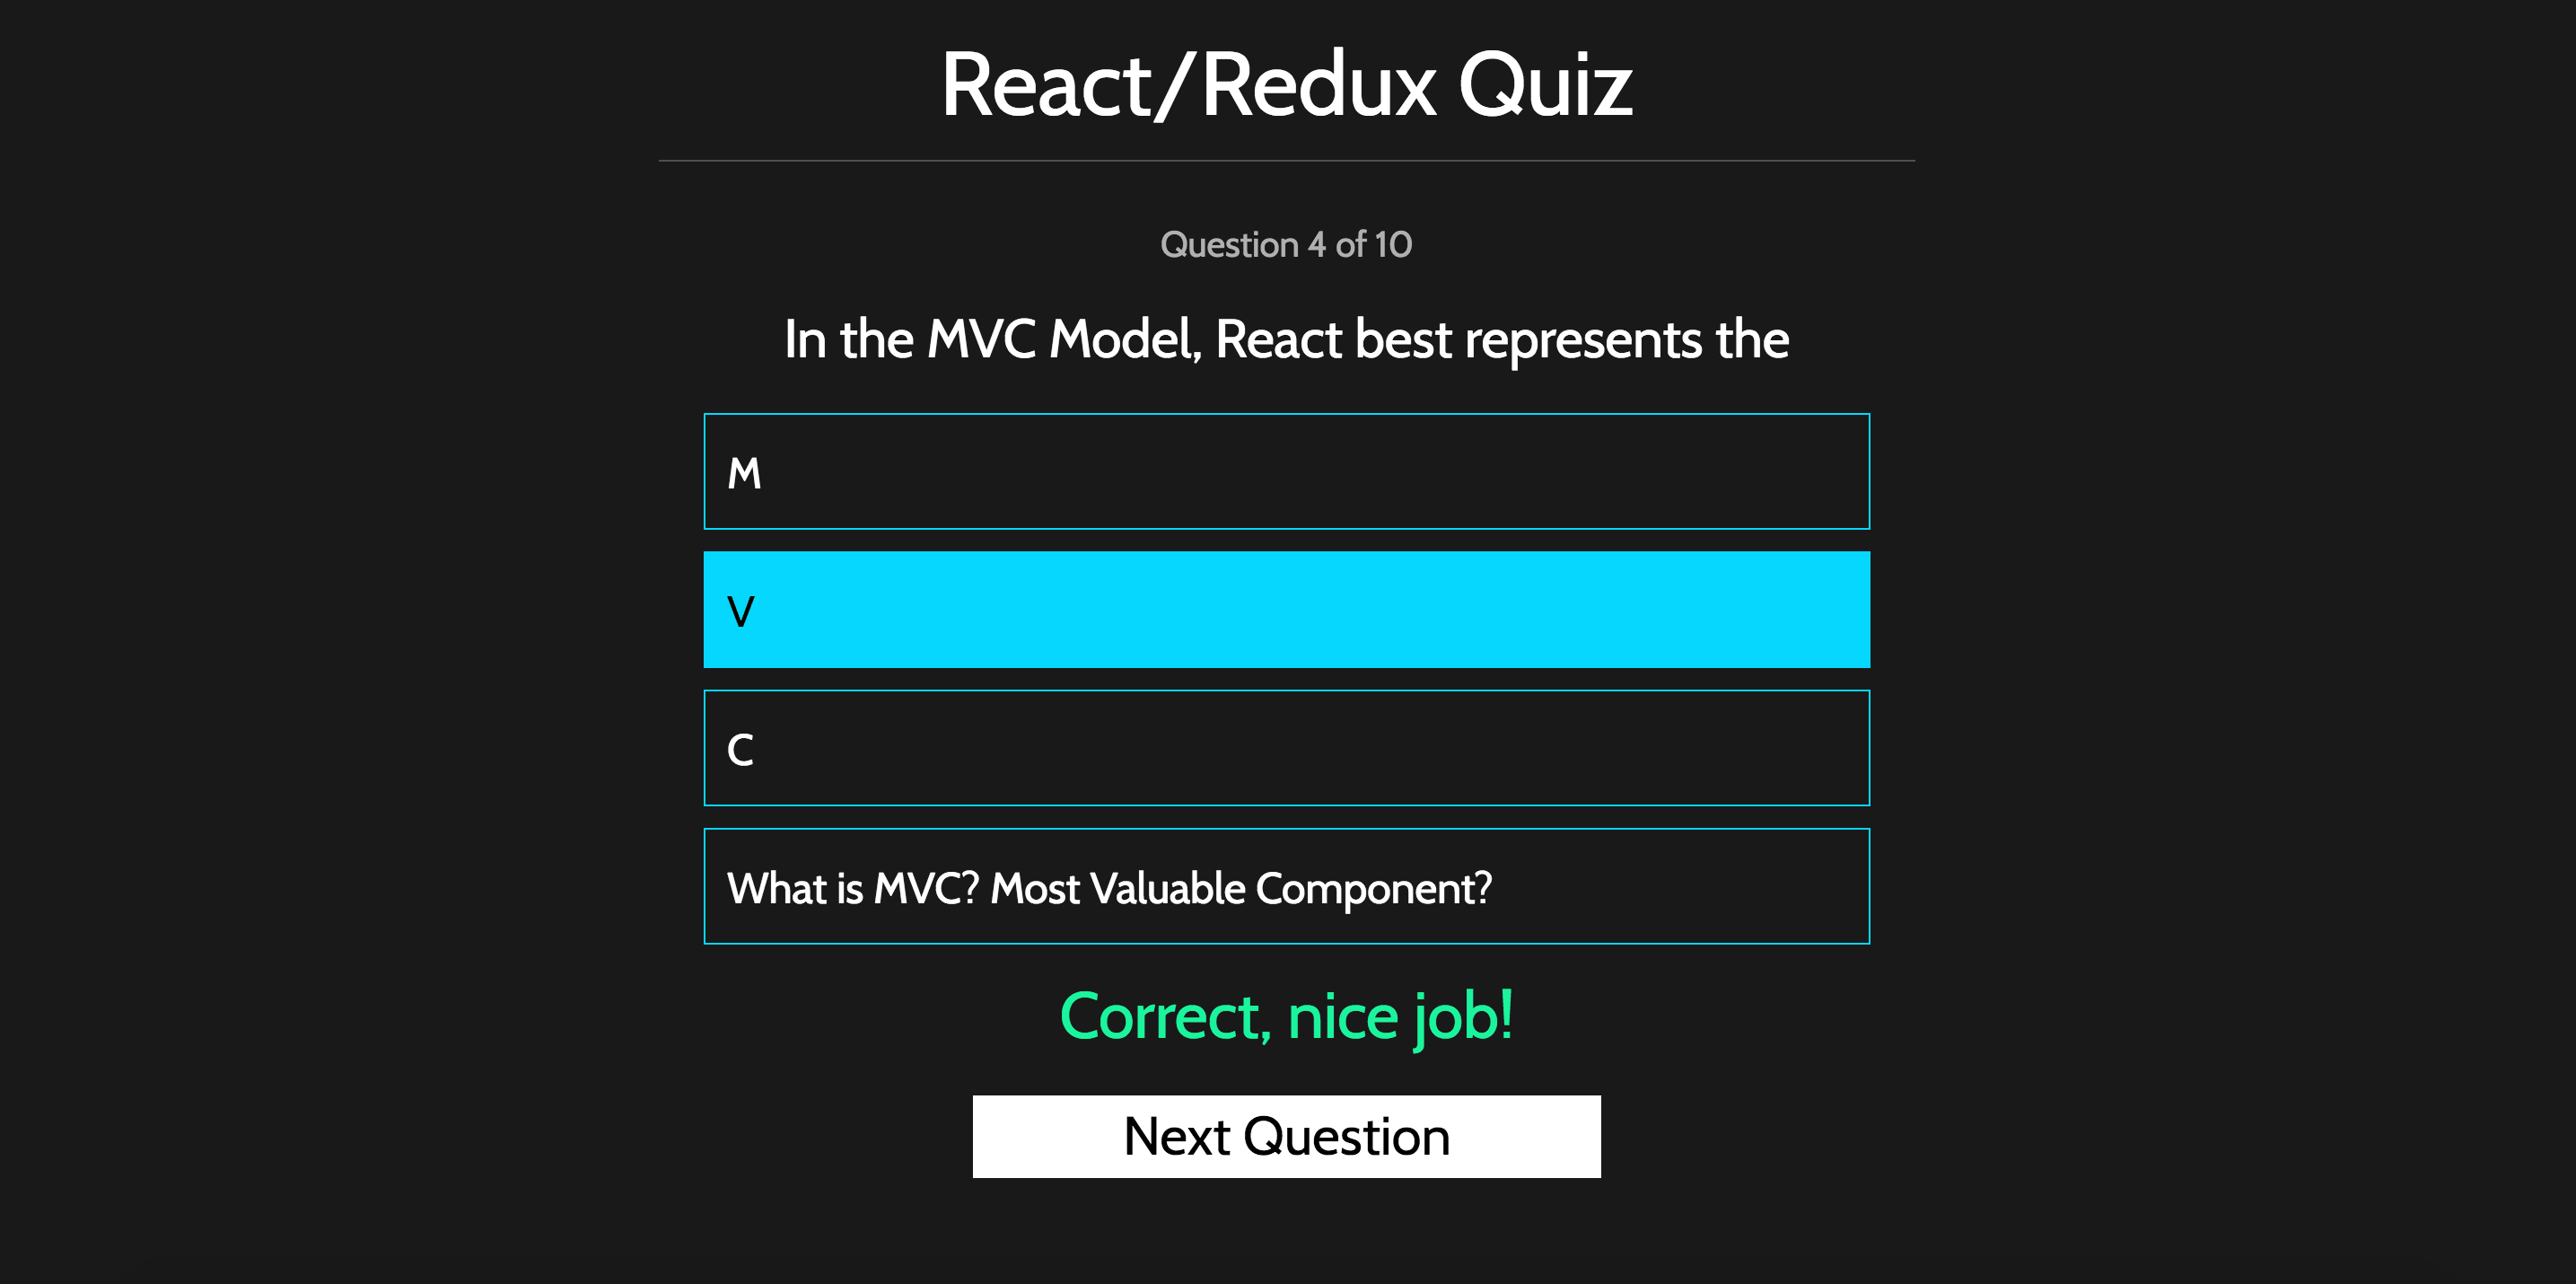 React/Redux Quiz
Question 4 of 10
In the MVC Model, React best represents the
M
V
C
What is MVC? Most Valuable Component?
Correct, nice job!
Next Question